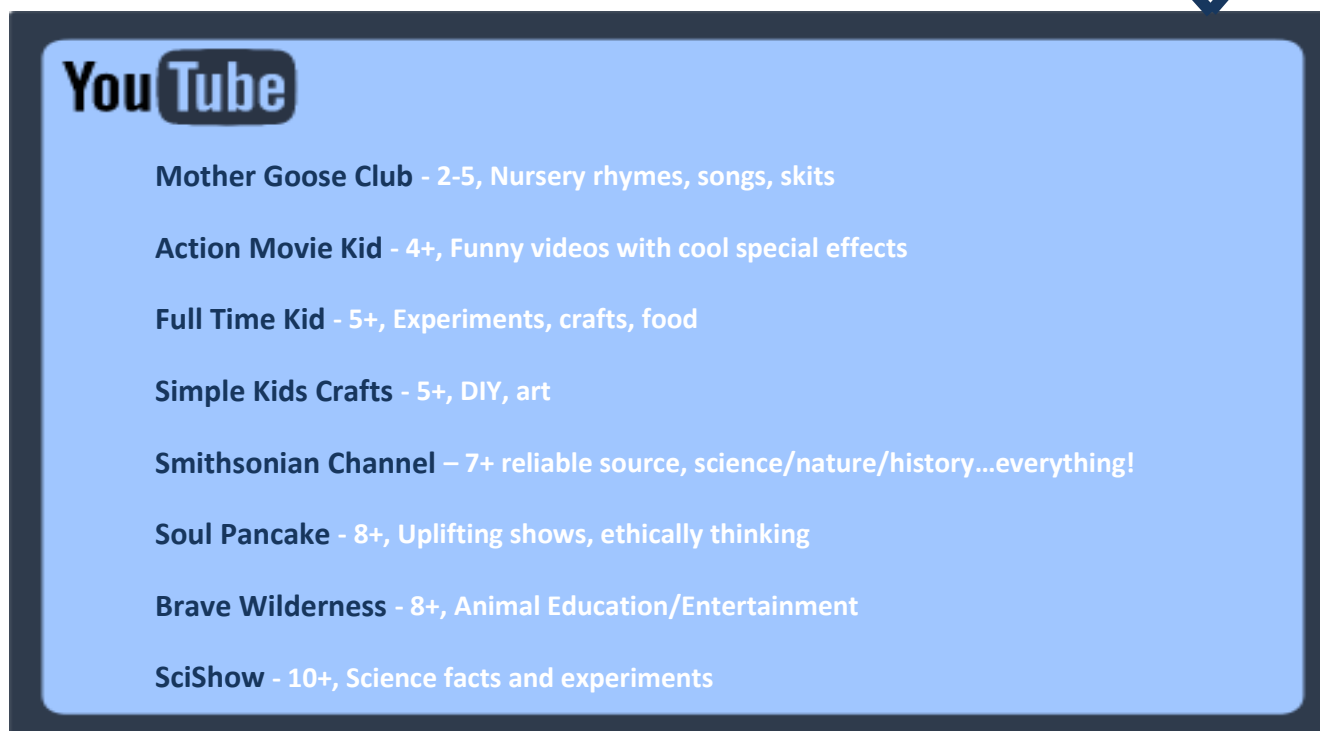 YouTube
Mother Goose Club - 2-5, Nursery rhymes, songs, skits
Action Movie Kid - 4+, Funny videos with cool special effects
Full Time Kid - 5+, Experiments, crafts, food
Simple Kids Crafts - 5+, DIY, art
Smithsonian Channel – 7+ reliable source, science/nature/history…everything!
Soul Pancake - 8+, Uplifting shows, ethically thinking
Brave Wilderness - 8+, Animal Education/Entertainment
SciShow - 10+, Science facts and experiments